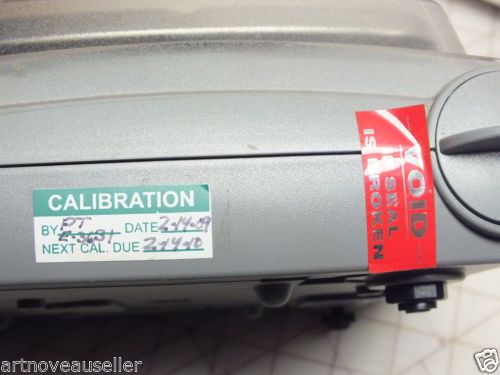 CALIBRATION
BY PT DATE 2-14-09
E-3631
NEXT CAL. DUE 2-14-10
VOID
IF SEAL
IS BROKEN
artnoveauseller